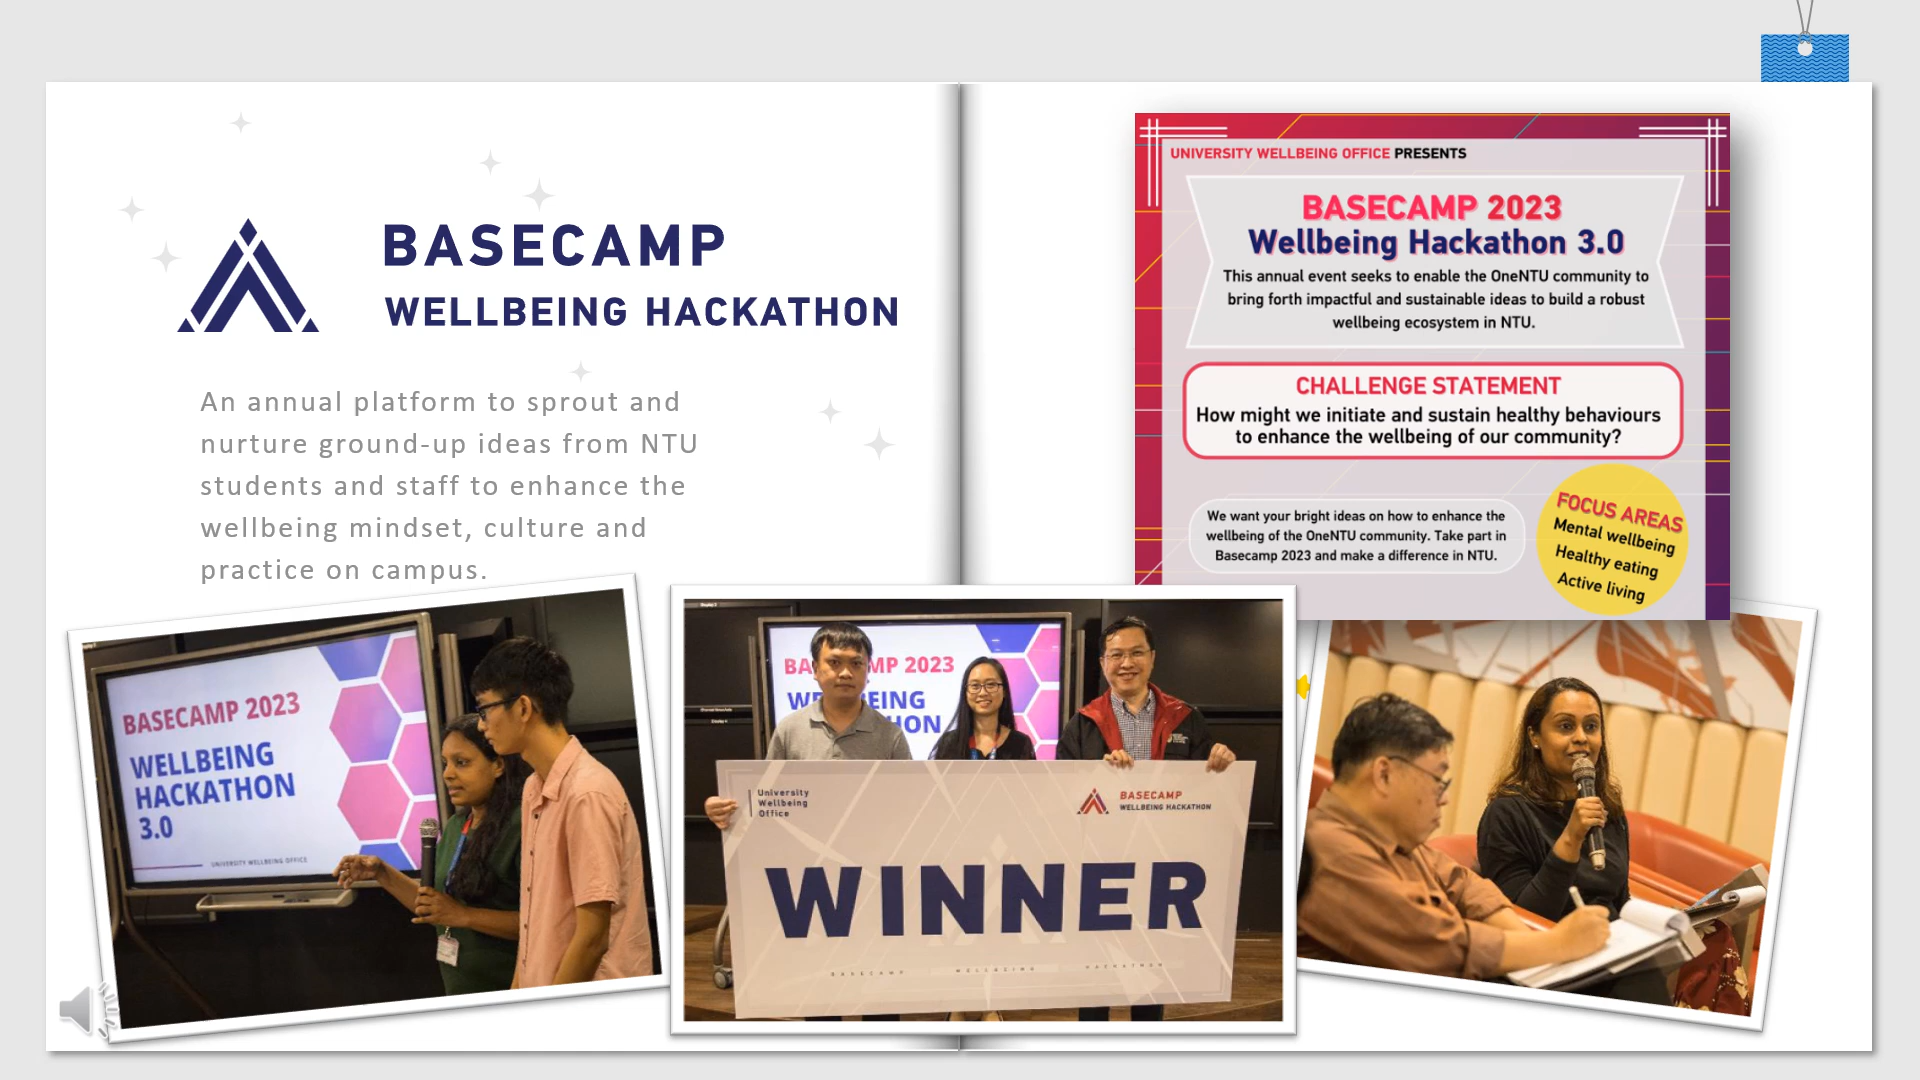 BASECAMP
WELLBEING HACKATHON
An annual platform to sprout and
nurture ground-up ideas from NTU
students and staff to enhance the
wellbeing mindset, culture and
practice on campus.
UNIVERSITY WELLBEING OFFICE PRESENTS
BASECAMP 2023
Wellbeing Hackathon 3.0
This annual event seeks to enable the OneNTU community to
bring forth impactful and sustainable ideas to build a robust
wellbeing ecosystem in NTU.
CHALLENGE STATEMENT
How might we initiate and sustain healthy behaviours
to enhance the wellbeing of our community?
We want your bright ideas on how to enhance the
wellbeing of the OneNTU community. Take part in
Basecamp 2023 and make a difference in NTU.
FOCUS AREAS
Mental wellbeing
Healthy eating
Active living
BASECAMP 2023
WELLBEING
HACKATHON
3.0
UNIVERSITY WELLBEING OFFICE
BA MP 2023
WE EING
HON
University
Wellbeing
Office
BASECAMP
WELLBEING HACKATHON
WINNER
BASECAMP WELLBEING HACKATHON